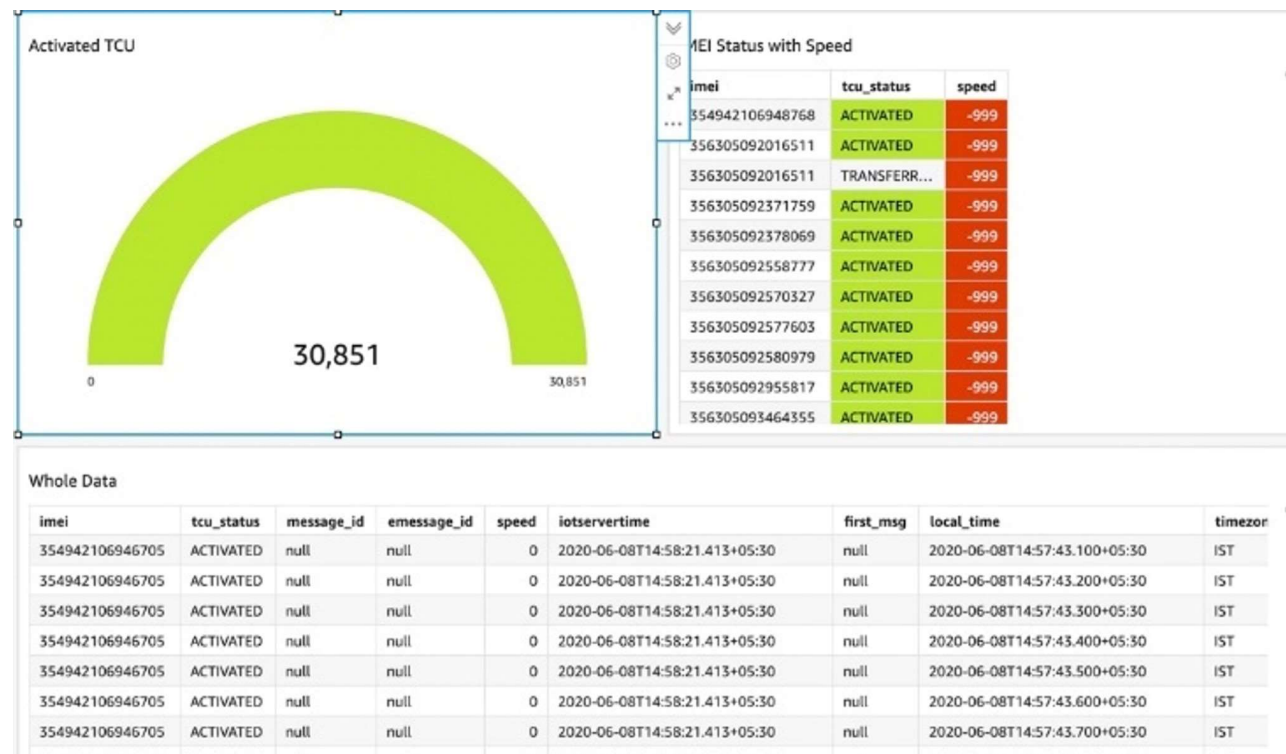 Activated TCU
30,851
0 30,851
MEI Status with Speed
imei tcu_status speed
354942106948768 ACTIVATED -999
356305092016511 ACTIVATED -999
356305092016511 TRANSFERR... -999
356305092371759 ACTIVATED -999
356305092378069 ACTIVATED -999
356305092558777 ACTIVATED -999
356305092570327 ACTIVATED -999
356305092577603 ACTIVATED -999
356305092580979 ACTIVATED -999
356305092955817 ACTIVATED -999
356305093464355 ACTIVATED -999
Whole Data
imei tcu_status message_id emessage_id speed iotservertime first_msg local_time timezon
354942106946705 ACTIVATED null null 0 2020-06-08T14:58:21.413+05:30 null 2020-06-08T14:57:43.100+05:30 IST
354942106946705 ACTIVATED null null 0 2020-06-08T14:58:21.413+05:30 null 2020-06-08T14:57:43.200+05:30 IST
354942106946705 ACTIVATED null null 0 2020-06-08T14:58:21.413+05:30 null 2020-06-08T14:57:43.300+05:30 IST
354942106946705 ACTIVATED null null 0 2020-06-08T14:58:21.413+05:30 null 2020-06-08T14:57:43.400+05:30 IST
354942106946705 ACTIVATED null null 0 2020-06-08T14:58:21.413+05:30 null 2020-06-08T14:57:43.500+05:30 IST
354942106946705 ACTIVATED null null 0 2020-06-08T14:58:21.413+05:30 null 2020-06-08T14:57:43.600+05:30 IST
354942106946705 ACTIVATED null null 0 2020-06-08T14:58:21.413+05:30 null 2020-06-08T14:57:43.700+05:30 IST